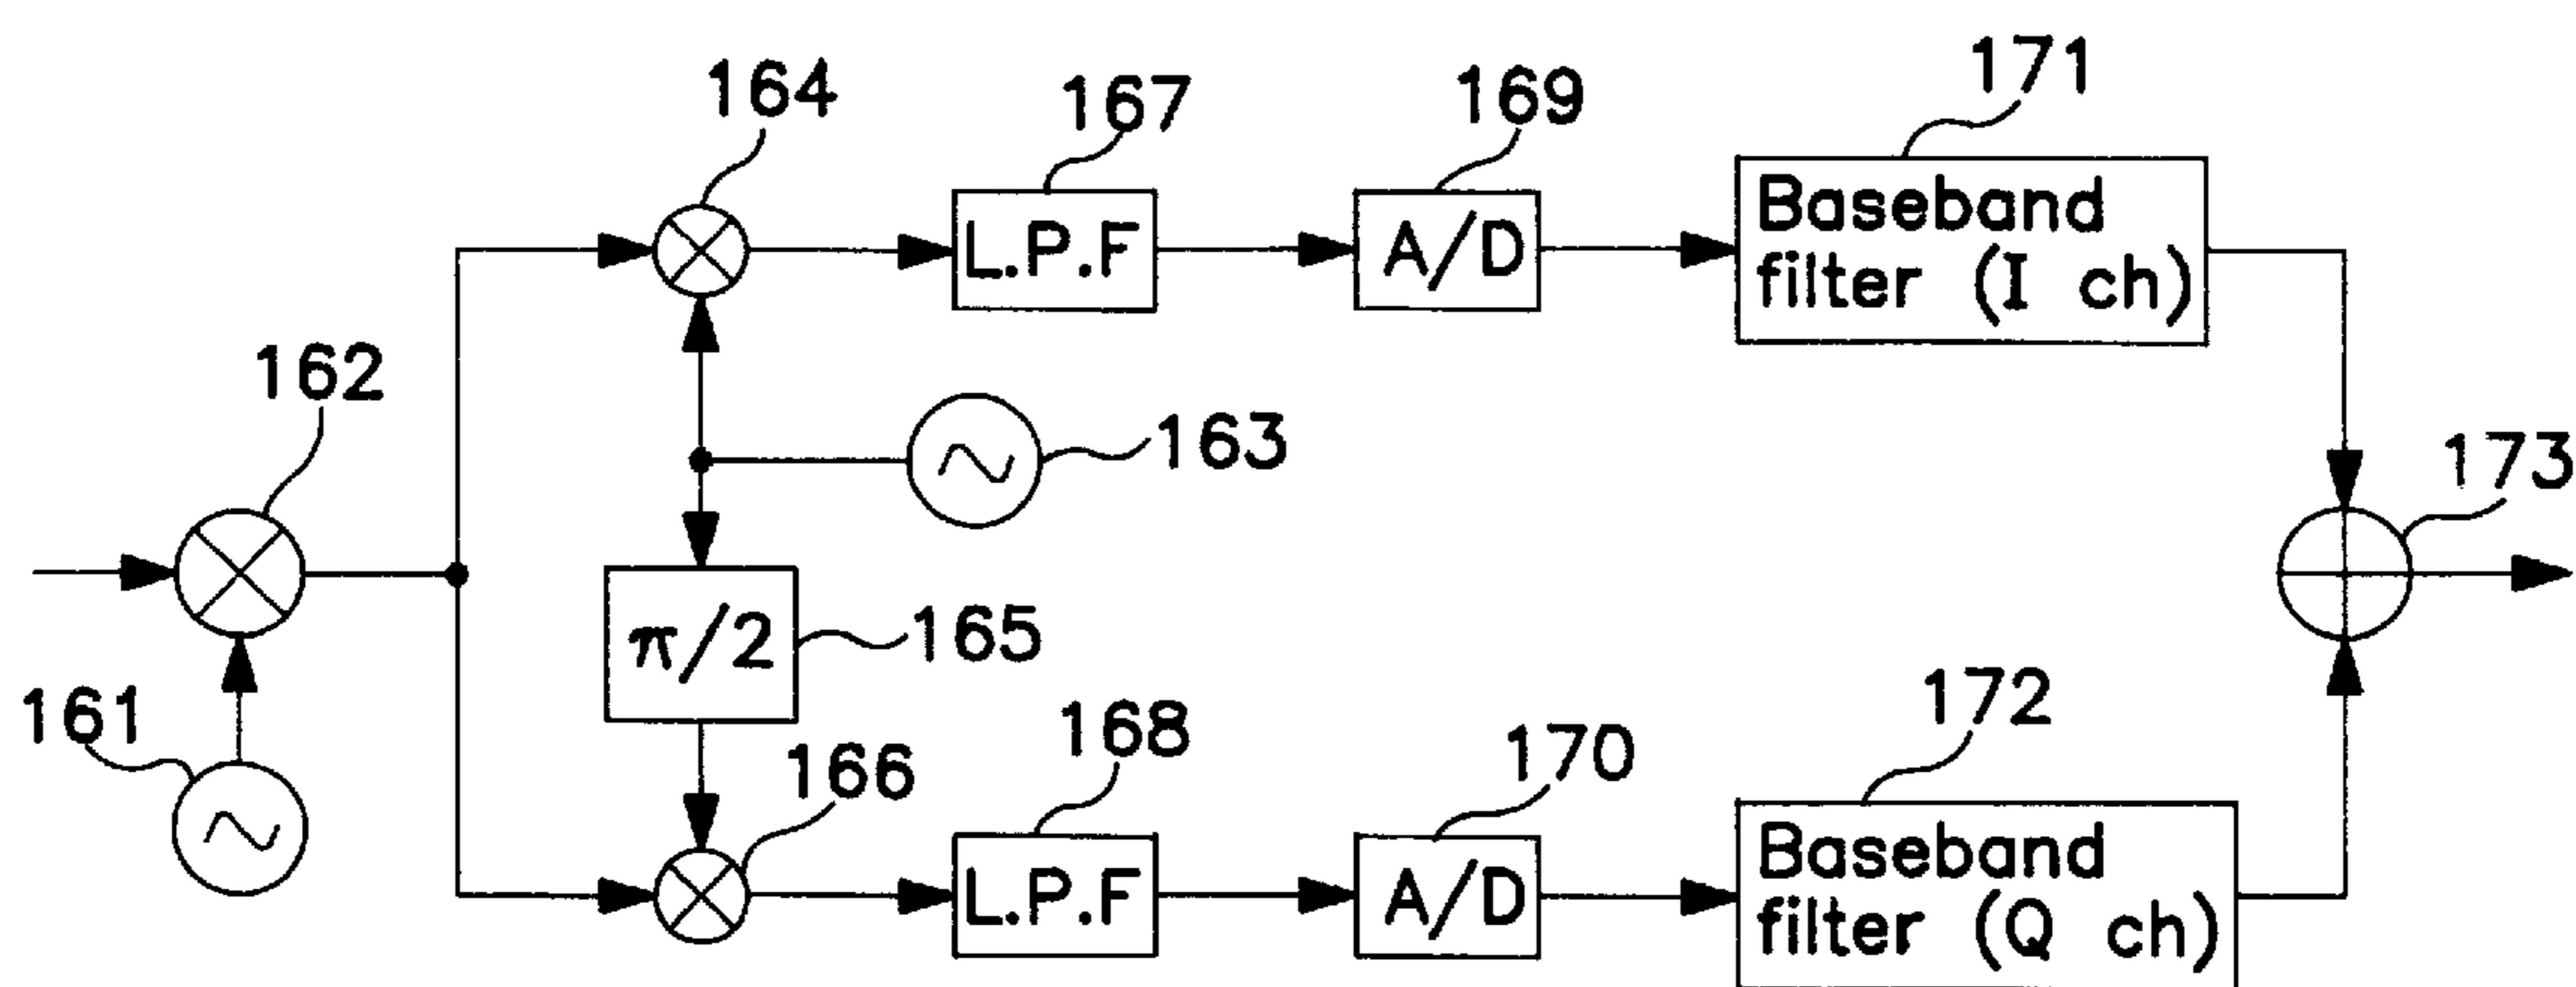 171
164
167
169
Baseband
filter (I ch)
L.P.F
A/D
162
163
173
π/2
165
161
168
172
166
170
Baseband
filter (Q ch)
L.P.F
A/D